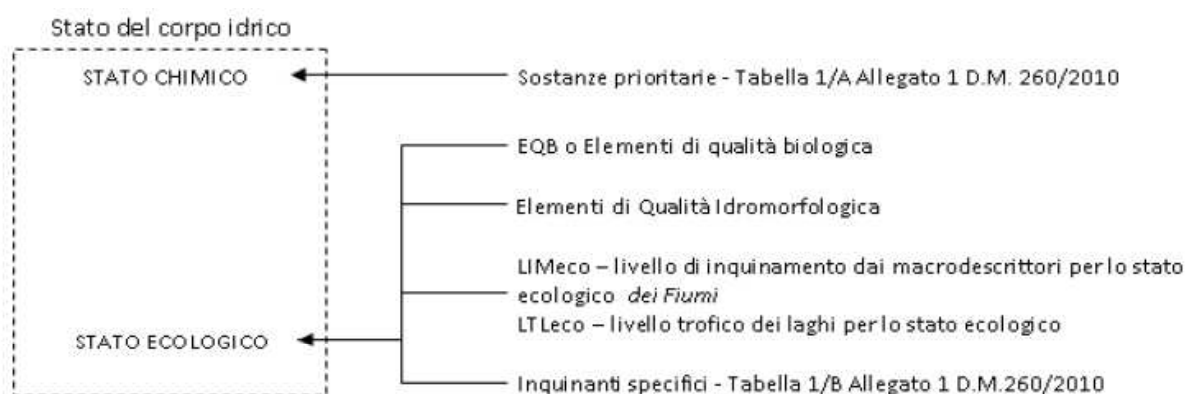 Stato del corpo idrico
STATO CHIMICO
Sostanze prioritarie - Tabella 1/A Allegato 1 D.M. 260/2010
EQB o Elementi di qualità biologica
Elementi di Qualità Idromorfologica
LIMeco – livello di inquinamento dai macrodescrittori per lo stato
ecologico dei Fiumi
LTLeco – livello trofico dei laghi per lo stato ecologico
STATO ECOLOGICO
Inquinanti specifici - Tabella 1/B Allegato 1 D.M.260/2010